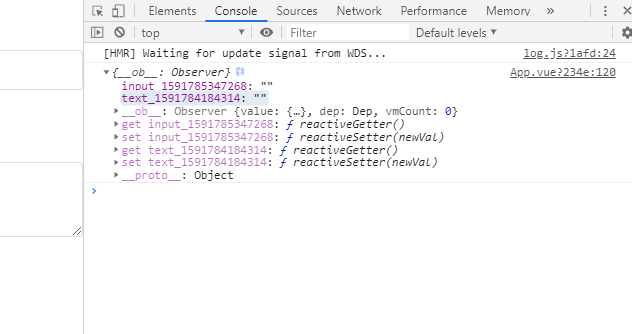 Elements Console Sources Network Performance Memory »
top Filter Default levels
[HMR] Waiting for update signal from WDS... log.js?1afd:24
{__ob__: Observer} App.vue?234e:120
input_1591785347268: ""
text_1591784184314: ""
__ob__: Observer {value: {…}, dep: Dep, vmCount: 0}
get input_1591785347268: ƒ reactiveGetter()
set input_1591785347268: ƒ reactiveSetter(newVal)
get text_1591784184314: ƒ reactiveGetter()
set text_1591784184314: ƒ reactiveSetter(newVal)
__proto__: Object